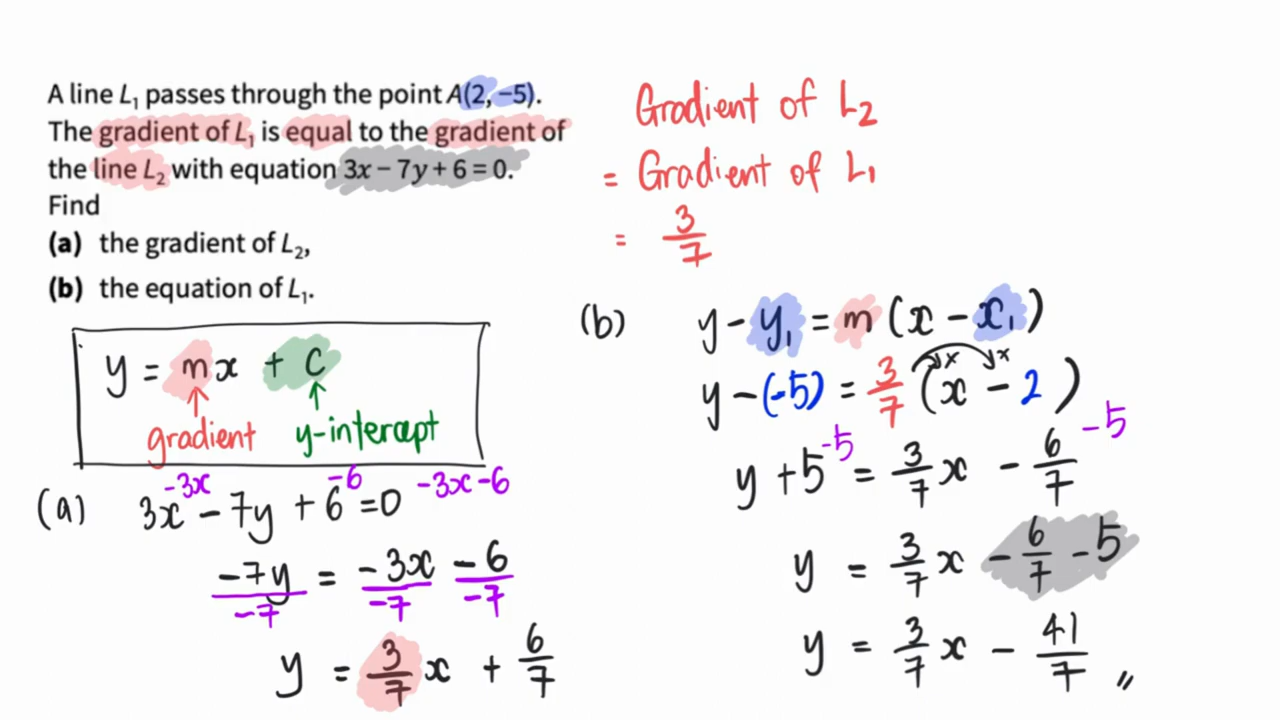 A line L₁ passes through the point A(2, −5).
The gradient of L₁ is equal to the gradient of
the line L₂ with equation 3x − 7y + 6 = 0.
Find
(a) the gradient of L₂,
(b) the equation of L₁.
y = mx + c
gradient y-intercept
(a) 3x −3x − 7y + 6 −6 = 0 −3x −6
−7y/−7 = −3x/−7 −6/−7
y = 3/7 x + 6/7
Gradient of L₂
= Gradient of L₁
= 3/7
(b) y − y₁ = m(x − x₁)
y − (−5) = 3/7 (x − 2)
× ×
y + 5 −5 = 3/7 x − 6/7 −5
y = 3/7 x − 6/7 − 5
y = 3/7 x − 41/7 〃